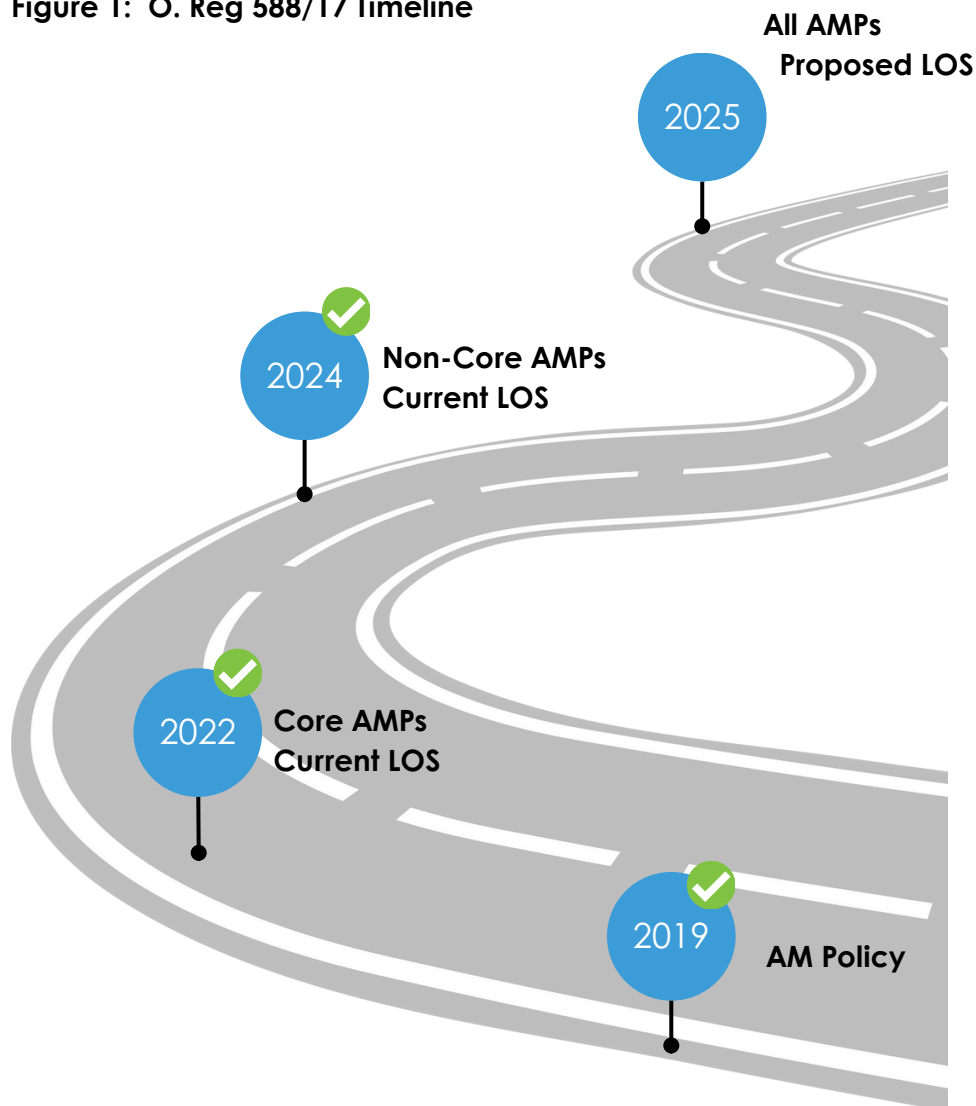 Figure 1: O. Reg 588/17 Timeline
All AMPs
Proposed LOS
2025
2024
Non-Core AMPs
Current LOS
2022
Core AMPs
Current LOS
2019
AM Policy